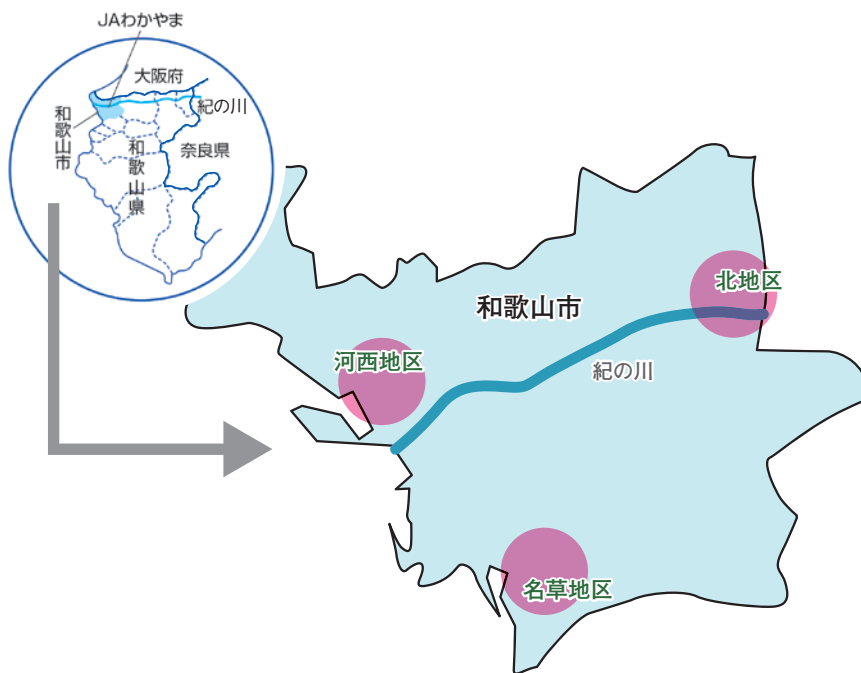 JAわかやま
大阪府
紀の川
和歌山市
和歌山県
奈良県
北地区
和歌山市
河西地区
紀の川
名草地区